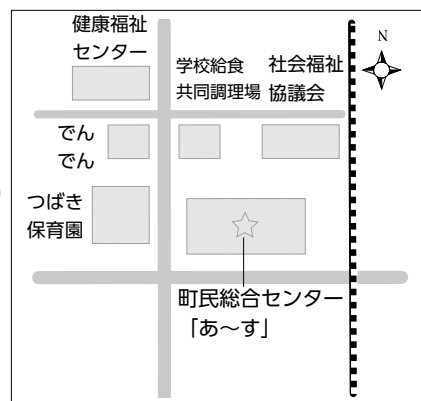 健康福祉
センター
学校給食
共同調理場
社会福祉
協議会
N
でん
でん
つばき
保育園
町民総合センター
「あ～す」